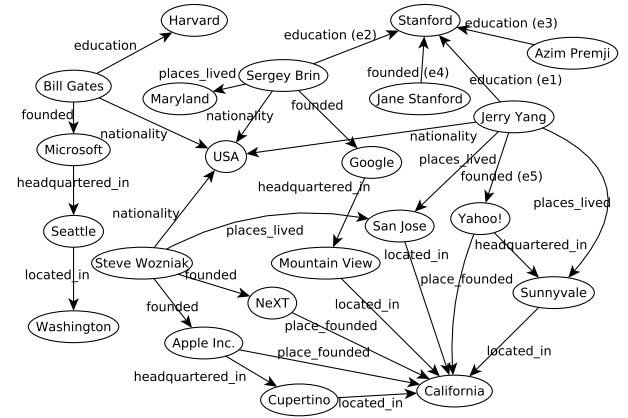 Harvard
Stanford
education (e3)
education (e2)
education
Azim Premji
places_lived
Sergey Brin
founded (e4)
education (e1)
Bill Gates
Maryland
Jane Stanford
founded
nationality
founded
Jerry Yang
nationality
nationality
Microsoft
USA
Google
places_lived
founded (e5)
headquartered_in
headquartered_in
places_lived
nationality
Seattle
places_lived
San Jose
Yahoo!
headquartered_in
located_in
Steve Wozniak
Mountain View
located_in
founded
place_founded
Sunnyvale
founded
NeXT
located_in
Washington
place_founded
Apple Inc.
place_founded
located_in
headquartered_in
California
Cupertino
located_in